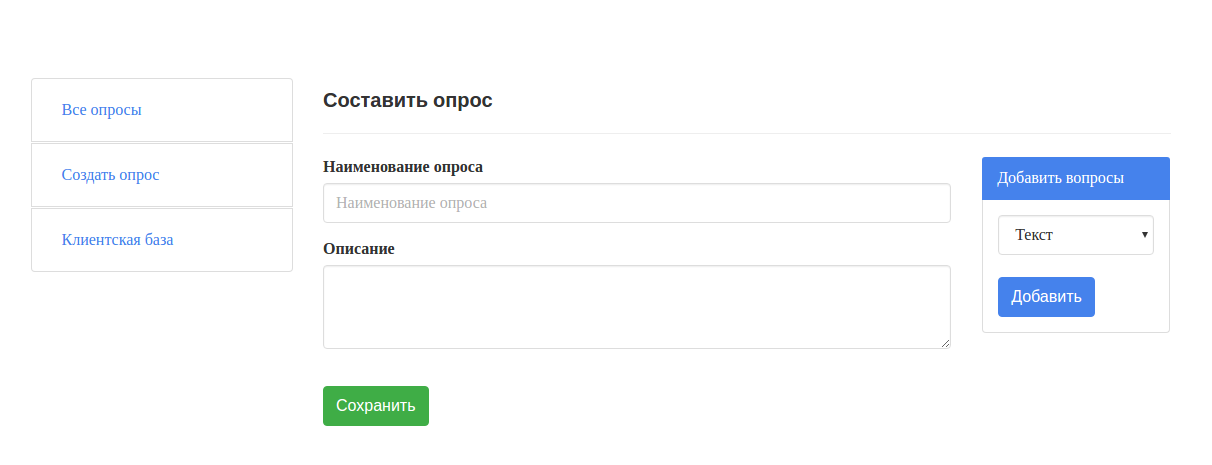 Все опросы
Создать опрос
Клиентская база
Составить опрос
Наименование опроса
Наименование опроса
Описание
Сохранить
Добавить вопросы
Текст
Добавить